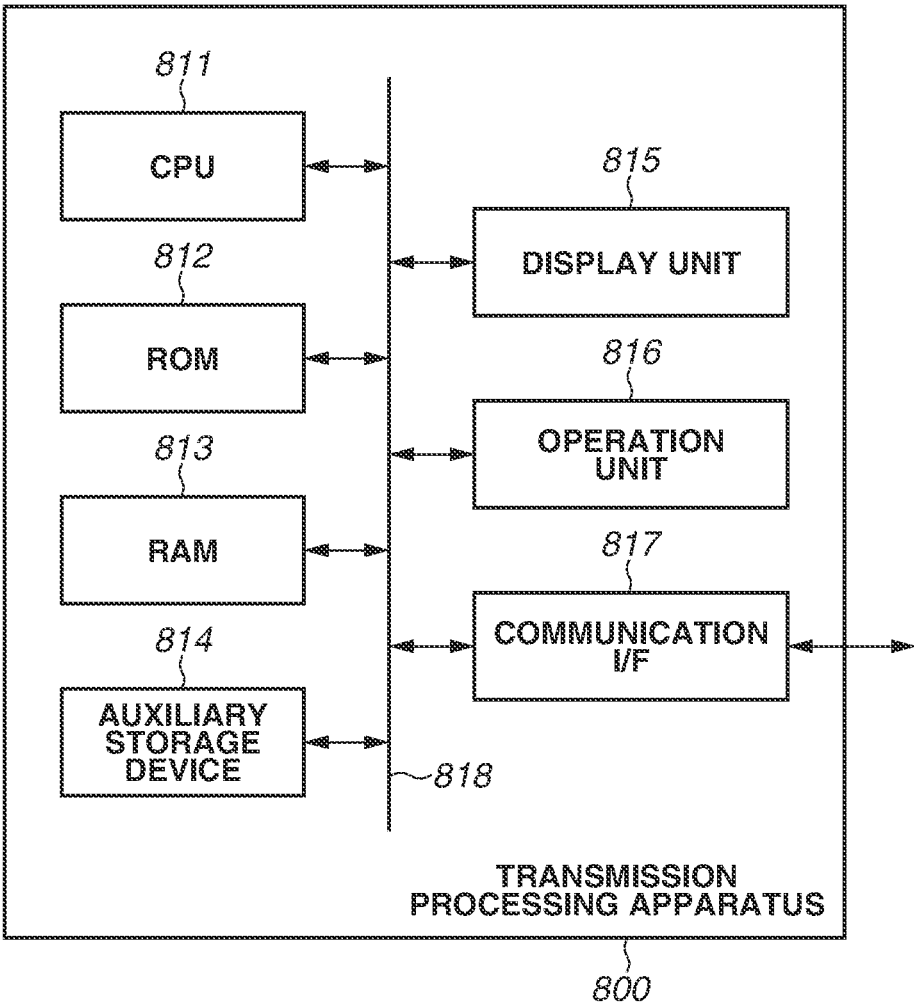 811
CPU
812
ROM
813
RAM
814
AUXILIARY
STORAGE
DEVICE
815
DISPLAY UNIT
816
OPERATION
UNIT
817
COMMUNICATION
I/F
818
TRANSMISSION
PROCESSING APPARATUS
800